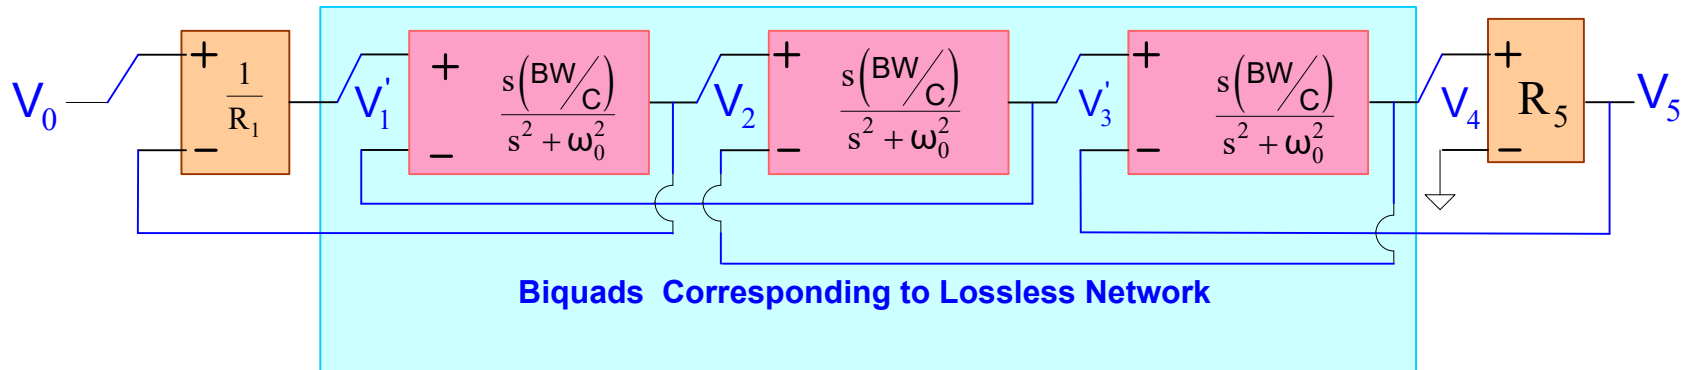 V₀
+
−
1/R₁
V₁'
+
−
s(BW/C)/(s² + ω₀²)
V₂
+
−
s(BW/C)/(s² + ω₀²)
V₃'
+
−
s(BW/C)/(s² + ω₀²)
V₄
+
−
R₅
V₅
Biquads Corresponding to Lossless Network